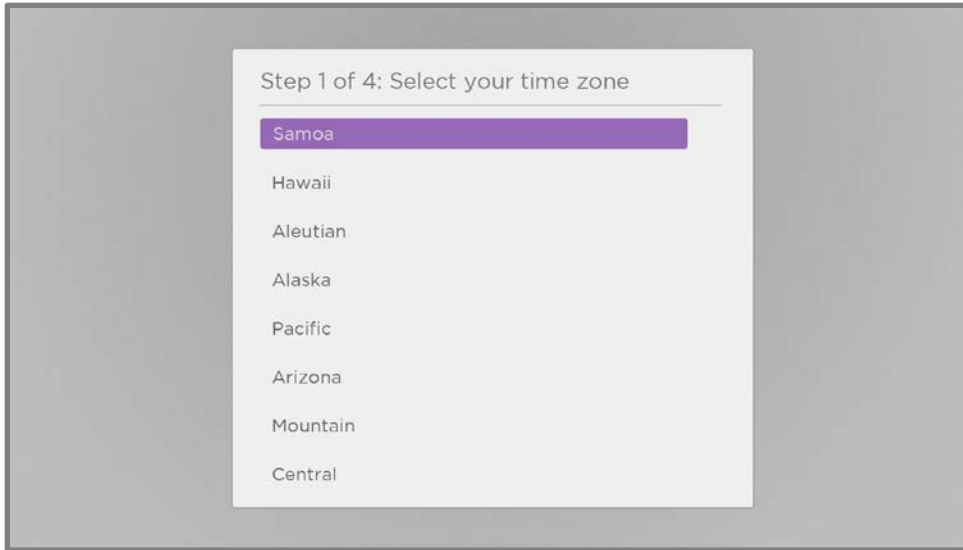 Step 1 of 4: Select your time zone
Samoa
Hawaii
Aleutian
Alaska
Pacific
Arizona
Mountain
Central